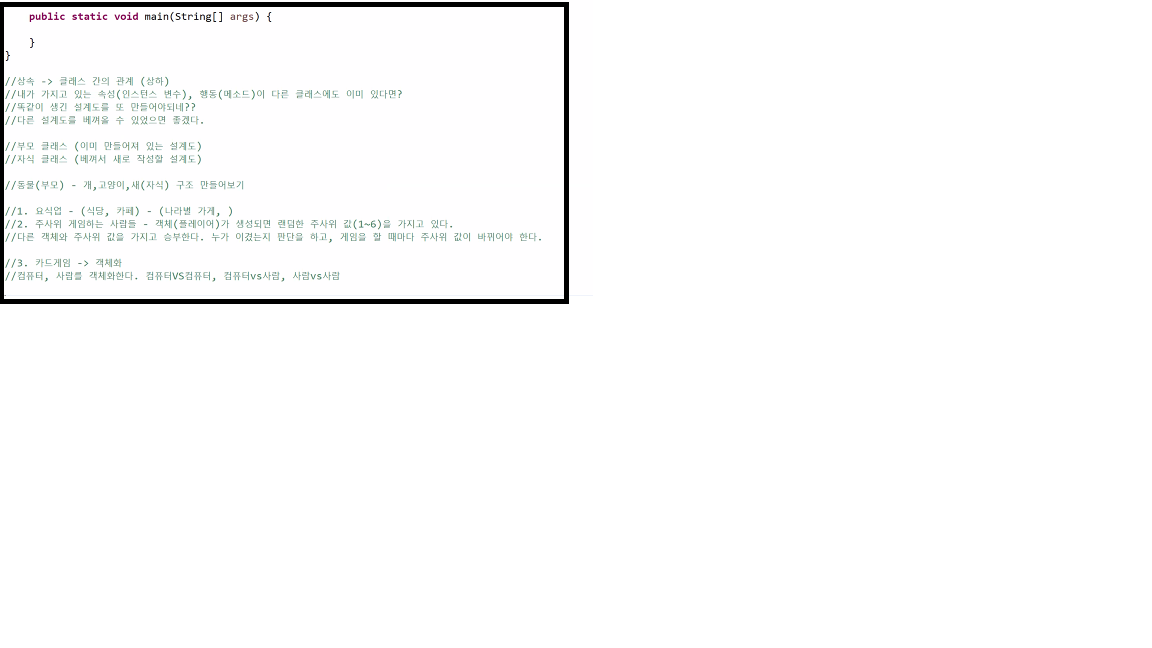 public static void main(String[] args) {
}
}
//상속 -> 클래스 간의 관계 (상하)
//내가 가지고 있는 속성(인스턴스 변수), 행동(메소드)이 다른 클래스에도 이미 있다면?
//똑같이 생긴 설계도를 또 만들어야되네??
//다른 설계도를 베껴올 수 있었으면 좋겠다.
//부모 클래스 (이미 만들어져 있는 설계도)
//자식 클래스 (베껴서 새로 작성할 설계도)
//동물(부모) - 개,고양이,새(자식) 구조 만들어보기
//1. 요식업 - (식당, 카페) - (나라별 가게, )
//2. 주사위 게임하는 사람들 - 객체(플레이어)가 생성되면 랜덤한 주사위 값(1~6)을 가지고 있다.
//다른 객체와 주사위 값을 가지고 승부한다. 누가 이겼는지 판단을 하고, 게임을 할 때마다 주사위 값이 바뀌어야 한다.
//3. 카드게임 -> 객체화
//컴퓨터, 사람를 객체화한다. 컴퓨터VS컴퓨터, 컴퓨터vs사람, 사람vs사람